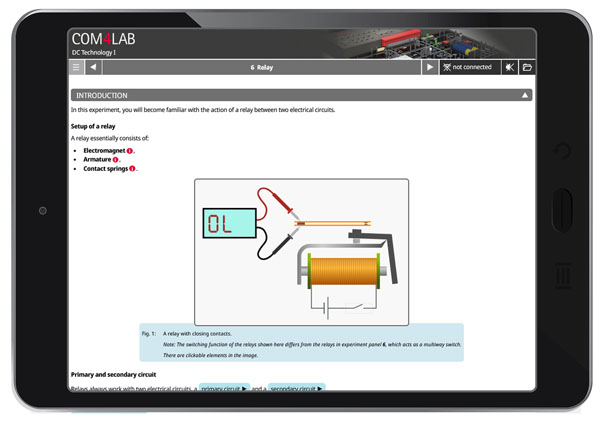 COM4LAB
DC Technology I
6 Relay
not connected
INTRODUCTION
In this experiment, you will become familiar with the action of a relay between two electrical circuits.
Setup of a relay
A relay essentially consists of:
• Electromagnet i.
• Armature i.
• Contact springs i.
OL
Fig. 1: A relay with closing contacts.
Note: The switching function of the relays shown here differs from the relays in experiment panel 6, which acts as a multiway switch.
There are clickable elements in the image.
Primary and secondary circuit
Relays always work with two electrical circuits, a primary circuit ▶ and a secondary circuit ▶